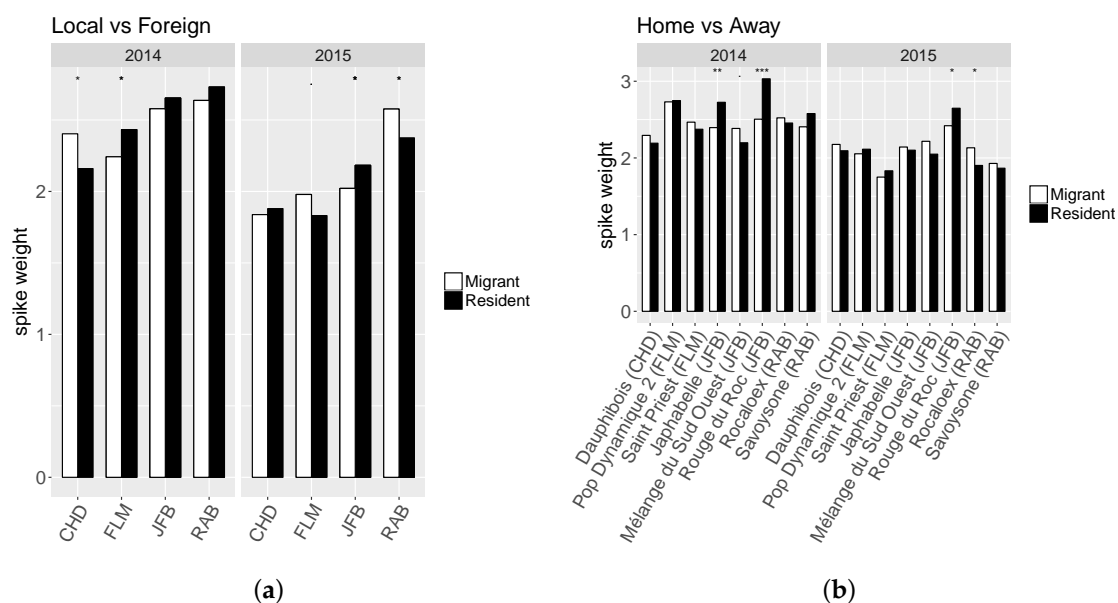 Local vs Foreign
2014 2015
* * . * *
2
1
0
spike weight
CHD FLM JFB RAB CHD FLM JFB RAB
Migrant
Resident
(a)
Home vs Away
2014 2015
** . *** * *
3
2
1
0
spike weight
Dauphibois (CHD)
Pop Dynamique 2 (FLM)
Saint Priest (FLM)
Japhabelle (JFB)
Mélange du Sud Ouest (JFB)
Rouge du Roc (JFB)
Rocaloex (RAB)
Savoysone (RAB)
Dauphibois (CHD)
Pop Dynamique 2 (FLM)
Saint Priest (FLM)
Japhabelle (JFB)
Mélange du Sud Ouest (JFB)
Rouge du Roc (JFB)
Rocaloex (RAB)
Savoysone (RAB)
Migrant
Resident
(b)